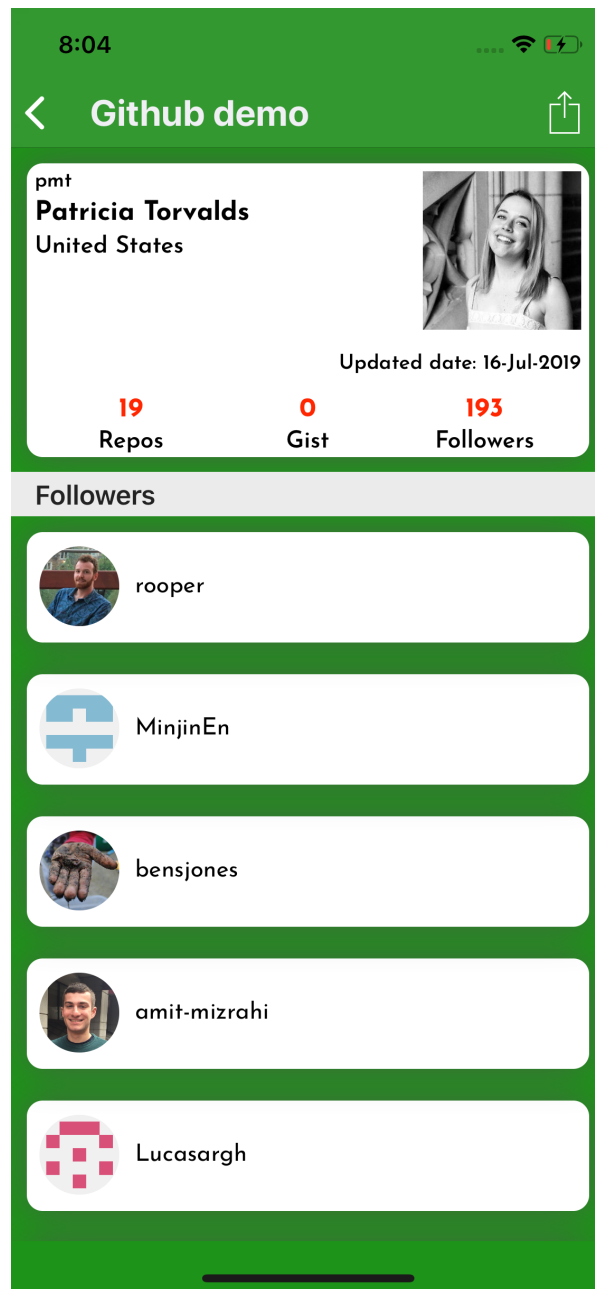 8:04
Github demo
pmt
Patricia Torvalds
United States
Updated date: 16-Jul-2019
19 0 193
Repos Gist Followers
Followers
rooper
MinjinEn
bensjones
amit-mizrahi
Lucasargh